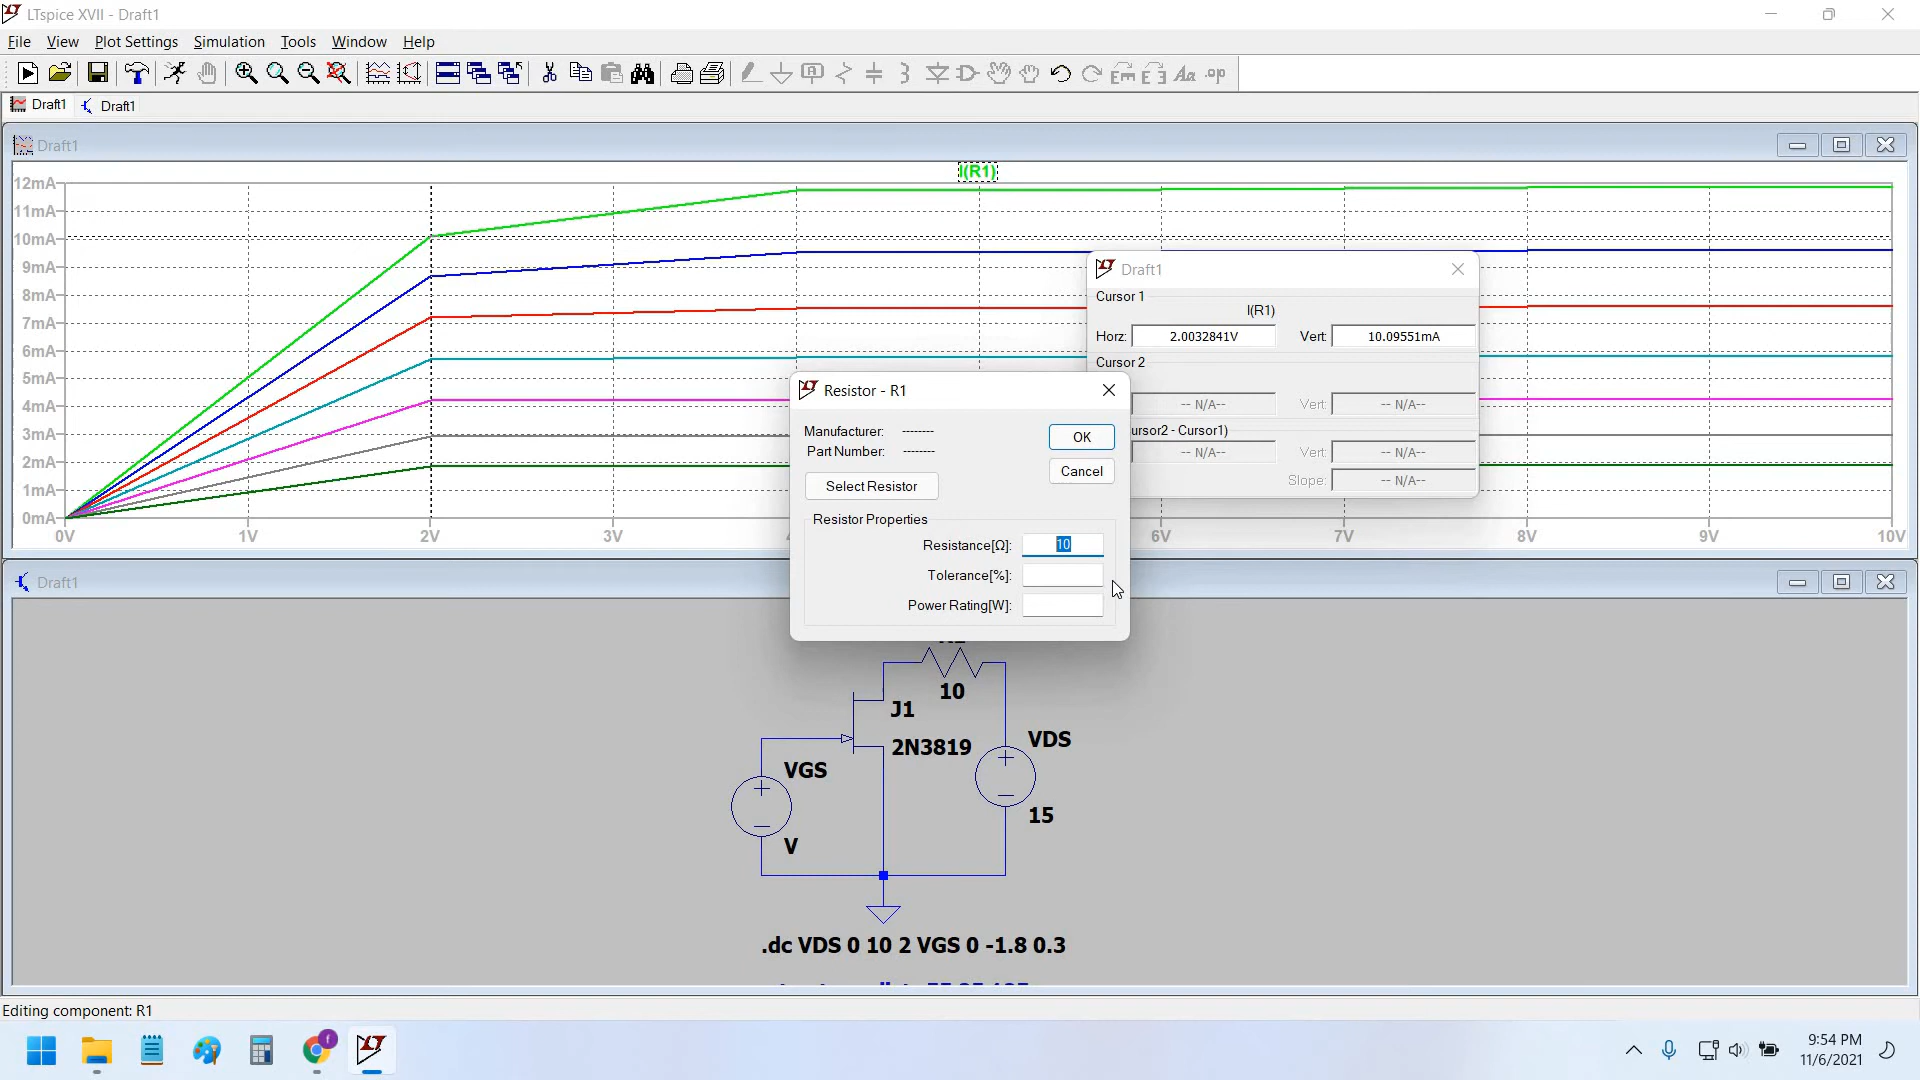 LTspice XVII - Draft1
File View Plot Settings Simulation Tools Window Help
Draft1 Draft1
Draft1
I(R1)
12mA
11mA
10mA
9mA
8mA
7mA
6mA
5mA
4mA
3mA
2mA
1mA
0mA
0V 1V 2V 3V 6V 7V 8V 9V 10V
Draft1
Cursor 1
I(R1)
Horz: 2.0032841V Vert: 10.09551mA
Cursor 2
-- N/A-- Vert: -- N/A--
ursor2 - Cursor1)
-- N/A-- Vert: -- N/A--
Slope: -- N/A--
Resistor - R1
Manufacturer: --------
Part Number: --------
OK
Cancel
Select Resistor
Resistor Properties
Resistance[Ω]: 10
Tolerance[%]:
Power Rating[W]:
Draft1
10
J1
2N3819
VDS
15
VGS
V
.dc VDS 0 10 2 VGS 0 -1.8 0.3
Editing component: R1
9:54 PM
11/6/2021